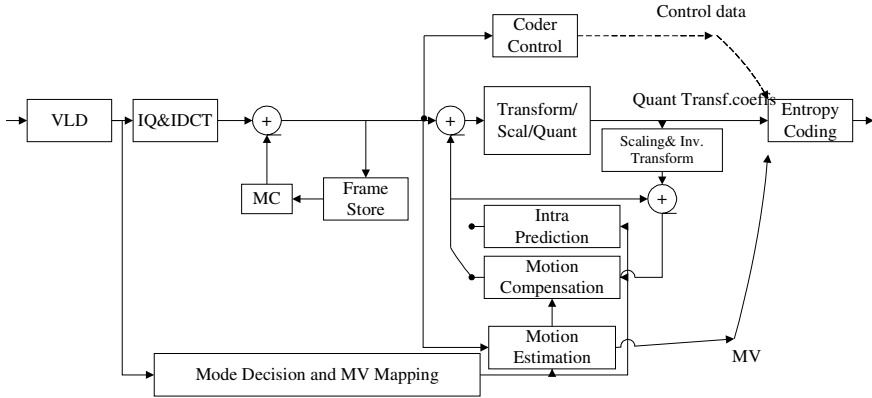 Control data
Coder
Control
Quant Transf.coeffs
VLD
IQ&IDCT
+
+
Transform/
Scal/Quant
Entropy
Coding
Scaling& Inv.
Transform
MC
Frame
Store
+
Intra
Prediction
Motion
Compensation
Motion
Estimation
MV
Mode Decision and MV Mapping